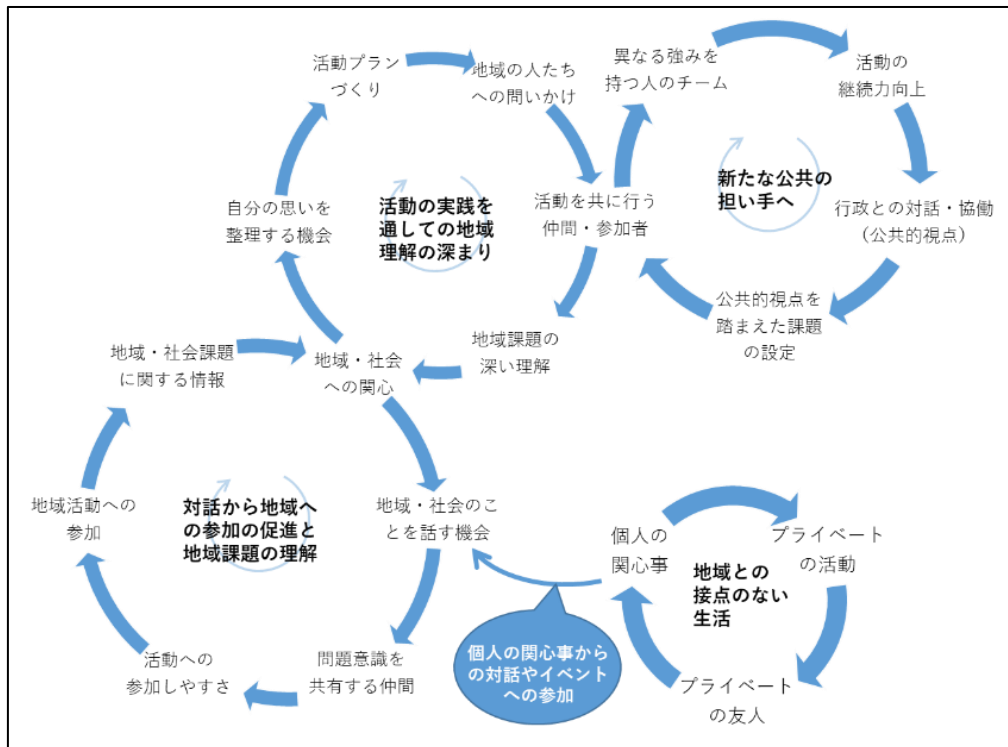 活動プラン
づくり
地域の人たち
への問いかけ
自分の思いを
整理する機会
活動の実践を
通しての地域
理解の深まり
活動を共に行う
仲間・参加者
地域課題の
深い理解
地域・社会
への関心
異なる強みを
持つ人のチーム
活動の
継続力向上
新たな公共の
担い手へ
行政との対話・協働
（公共的視点）
公共的視点を
踏まえた課題
の設定
地域・社会課題
に関する情報
地域活動への
参加
対話から地域へ
の参加の促進と
地域課題の理解
地域・社会のこ
とを話す機会
活動への
参加しやすさ
問題意識を
共有する仲間
個人の関心事から
の対話やイベント
への参加
個人の
関心事
プライベート
の活動
地域との
接点のない
生活
プライベート
の友人